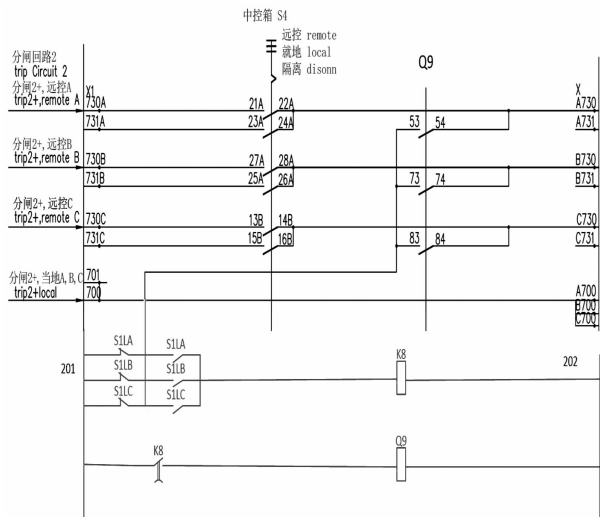 中控箱 S4
远控 remote
就地 local
隔离 disonn
Q9
分闸回路2
trip Circuit 2
分闸2+,远控A
trip2+,remote A
X1
730A
21A
22A
X
A730
731A
23A
24A
53
54
A731
分闸2+,远控B
trip2+,remote B
730B
27A
28A
B730
731B
25A
26A
73
74
B731
分闸2+,远控C
trip2+,remote C
730C
13B
14B
C730
731C
15B
16B
83
84
C731
分闸2+,当地A,B,C
trip2+local
701
700
A700
B700
C700
201
S1LA
S1LA
K8
202
S1LB
S1LB
S1LC
S1LC
K8
Q9